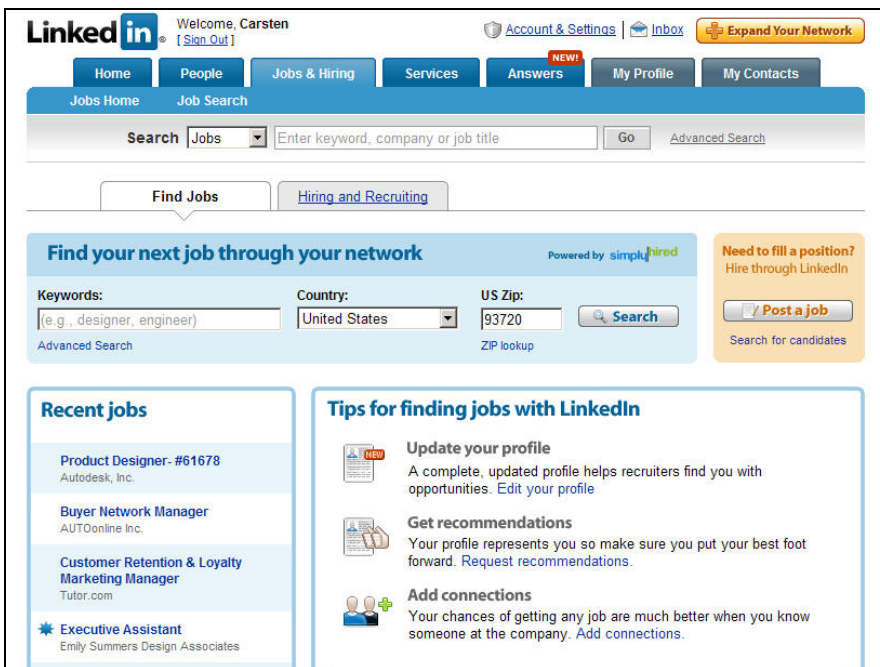 Linked in ® Welcome, Carsten
[ Sign Out ]
Account & Settings | Inbox Expand Your Network
NEW!
Home People Jobs & Hiring Services Answers My Profile My Contacts
Jobs Home Job Search
Search Jobs Enter keyword, company or job title Go Advanced Search
Find Jobs Hiring and Recruiting
Find your next job through your network Powered by simplyhired
Keywords: Country: US Zip:
(e.g., designer, engineer) United States 93720 Search
Advanced Search ZIP lookup
Need to fill a position?
Hire through LinkedIn
Post a job
Search for candidates
Recent jobs
Product Designer- #61678
Autodesk, Inc.
Buyer Network Manager
AUTOonline Inc.
Customer Retention & Loyalty
Marketing Manager
Tutor.com
Executive Assistant
Emily Summers Design Associates
Tips for finding jobs with LinkedIn
NEW
Update your profile
A complete, updated profile helps recruiters find you with
opportunities. Edit your profile
Get recommendations
Your profile represents you so make sure you put your best foot
forward. Request recommendations.
Add connections
Your chances of getting any job are much better when you know
someone at the company. Add connections.